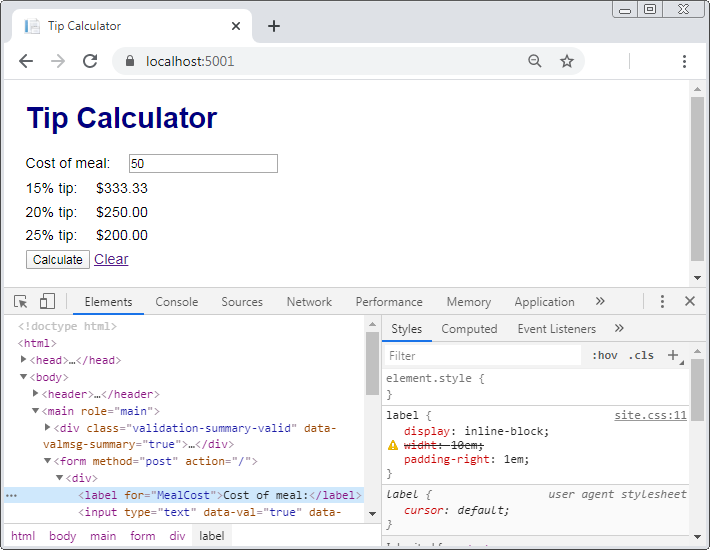 Tip Calculator
localhost:5001
Tip Calculator
Cost of meal: 50
15% tip: $333.33
20% tip: $250.00
25% tip: $200.00
Calculate Clear
Elements Console Sources Network Performance Memory Application »
<!doctype html>
<html>
<head>…</head>
<body>
<header>…</header>
<main role="main">
<div class="validation-summary-valid" data-
valmsg-summary="true">…</div>
<form method="post" action="/">
<div>
<label for="MealCost">Cost of meal:</label>
<input type="text" data-val="true" data-
html body main form div label
Styles Computed Event Listeners »
Filter :hov .cls +
element.style {
}
label { site.css:11
display: inline-block;
widht: 10em;
padding-right: 1em;
}
label { user agent stylesheet
cursor: default;
}